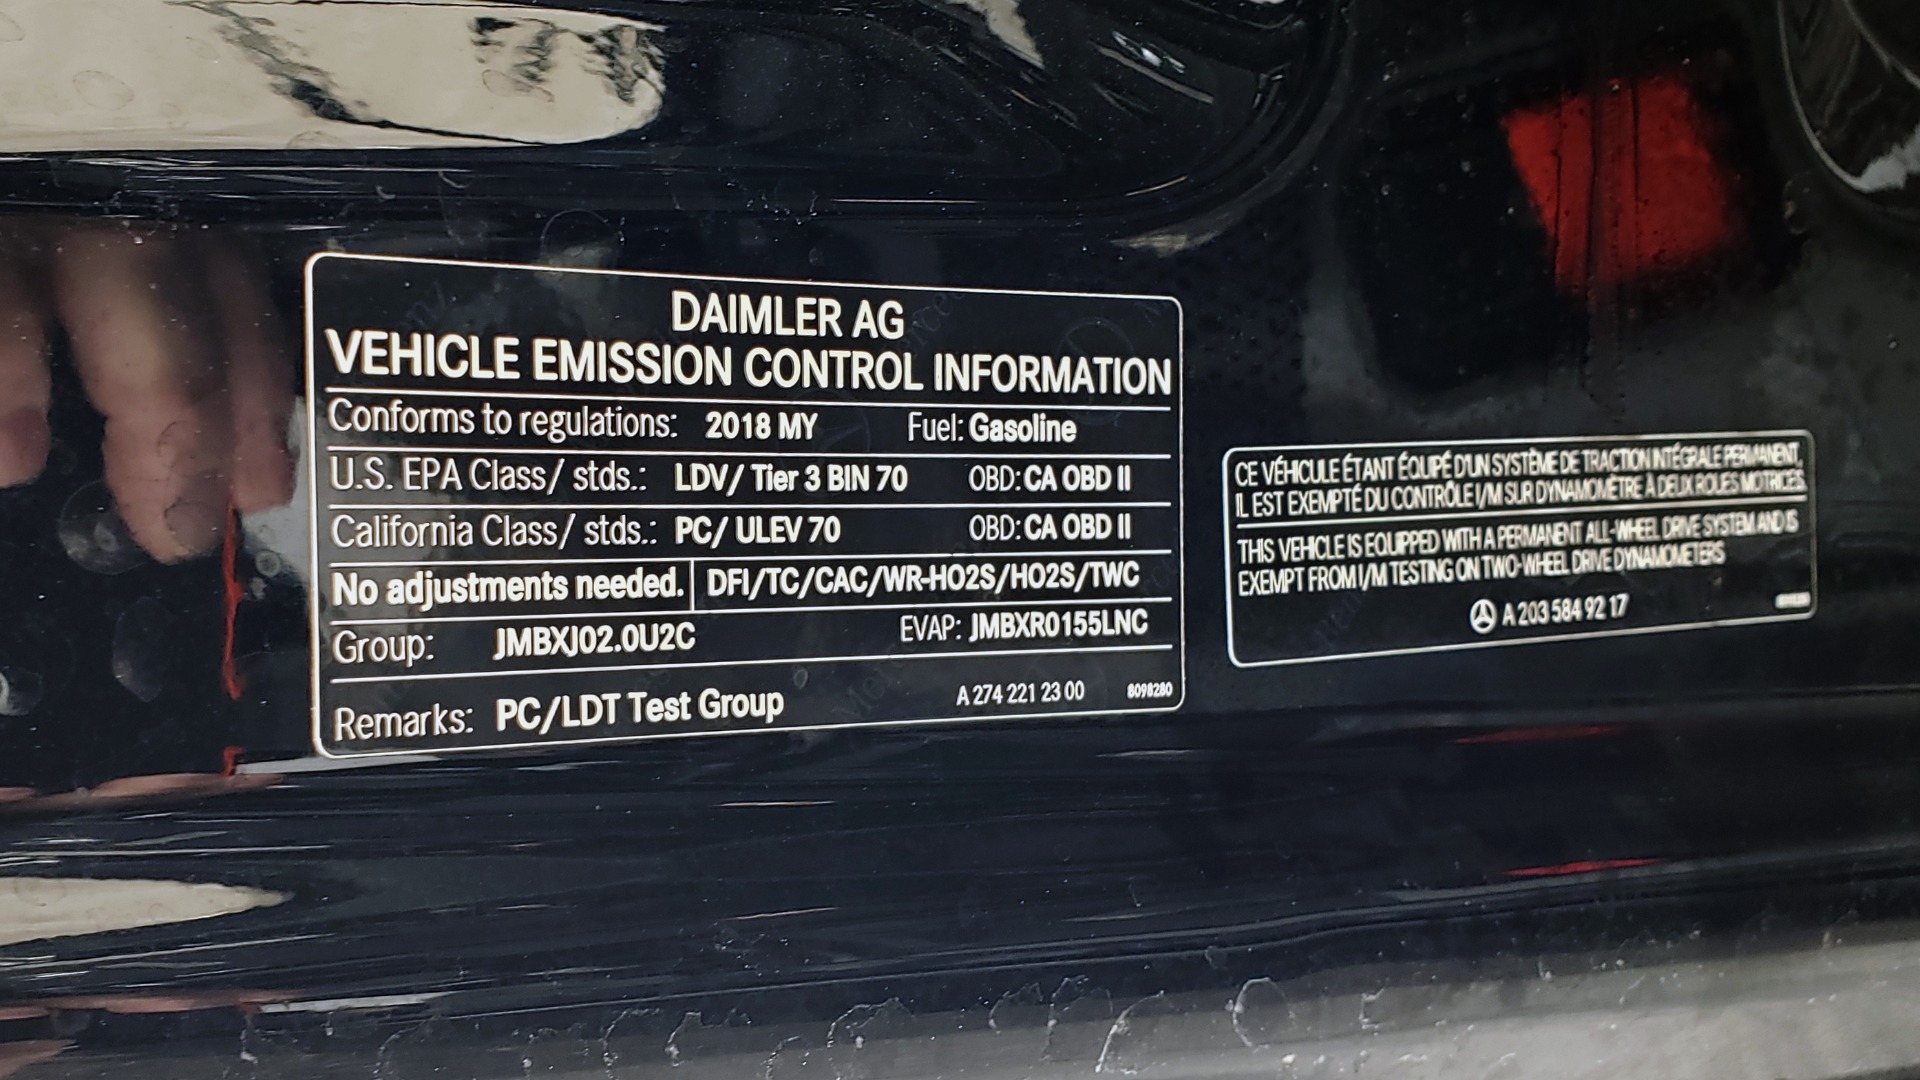 DAIMLER AG
VEHICLE EMISSION CONTROL INFORMATION
Conforms to regulations: 2018 MY Fuel: Gasoline
U.S. EPA Class/ stds.: LDV/ Tier 3 BIN 70 OBD: CA OBD II
California Class/ stds.: PC/ ULEV 70 OBD: CA OBD II
No adjustments needed. DFI/TC/CAC/WR-HO2S/HO2S/TWC
Group: JMBXJ02.0U2C EVAP: JMBXR0155LNC
Remarks: PC/LDT Test Group A 274 221 23 00 8098280
CE VÉHICULE ÉTANT ÉQUIPÉ D'UN SYSTÈME DE TRACTION INTÉGRALE PERMANENT,
IL EST EXEMPTÉ DU CONTRÔLE I/M SUR DYNAMOMÈTRE À DEUX ROUES MOTRICES.
THIS VEHICLE IS EQUIPPED WITH A PERMANENT ALL-WHEEL DRIVE SYSTEM AND IS
EXEMPT FROM I/M TESTING ON TWO-WHEEL DRIVE DYNAMOMETERS
A 203 584 92 17